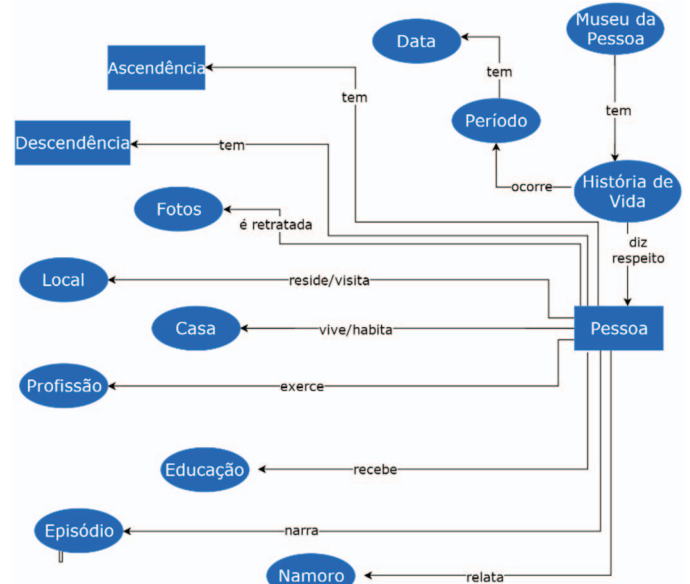 Museu da
Pessoa
Data
Ascendência
tem
tem
tem
Período
Descendência
tem
ocorre
História de
Vida
Fotos
é retratada
diz
respeito
Local
reside/visita
Casa
vive/habita
Pessoa
Profissão
exerce
Educação
recebe
Episódio
narra
Namoro
relata